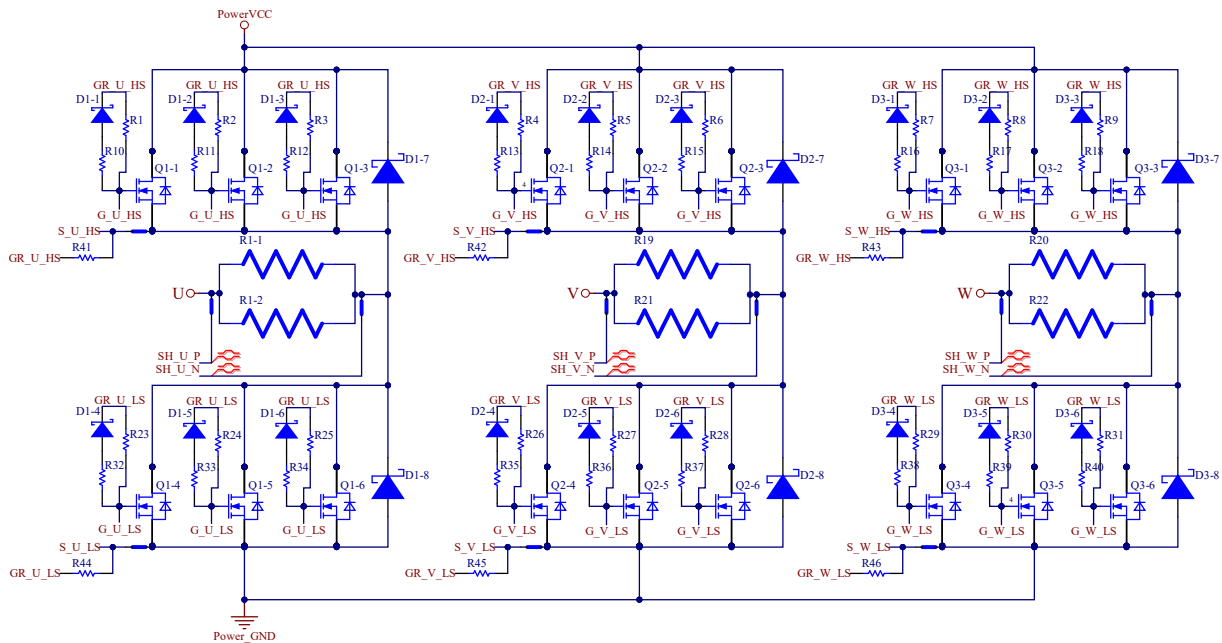 PowerVCC
GR_U_HS GR_U_HS GR_U_HS GR_V_HS GR_V_HS GR_V_HS GR_W_HS GR_W_HS GR_W_HS
D1-1 D1-2 D1-3 D2-1 D2-2 D2-3 D3-1 D3-2 D3-3
R1 R2 R3 R4 R5 R6 R7 R8 R9
R10 R11 R12 D1-7 R13 R14 R15 D2-7 R16 R17 R18 D3-7
Q1-1 Q1-2 Q1-3 Q2-1 Q2-2 Q2-3 Q3-1 Q3-2 Q3-3
4
G_U_HS G_U_HS G_U_HS G_V_HS G_V_HS G_V_HS G_W_HS G_W_HS G_W_HS
S_U_HS S_V_HS S_W_HS
R41 R1-1 R42 R19 R43 R20
GR_U_HS GR_V_HS GR_W_HS
U V W
R1-2 R21 R22
SH_U_P SH_V_P SH_W_P
SH_U_N SH_V_N SH_W_N
GR_U_LS GR_U_LS GR_U_LS GR_V_LS GR_V_LS GR_V_LS GR_W_LS GR_W_LS GR_W_LS
D1-4 D1-5 D1-6 D2-4 D2-5 D2-6 D3-4 D3-5 D3-6
R23 R24 R25 R26 R27 R28 R29 R30 R31
R32 R33 R34 D1-8 R35 R36 R37 D2-8 R38 R39 R40 D3-8
Q1-4 Q1-5 Q1-6 Q2-4 Q2-5 Q2-6 Q3-4 Q3-5 Q3-6
4
G_U_LS G_U_LS G_U_LS G_V_LS G_V_LS G_V_LS G_W_LS G_W_LS G_W_LS
S_U_LS S_V_LS S_W_LS
R44 R45 R46
GR_U_LS GR_V_LS GR_W_LS
Power_GND